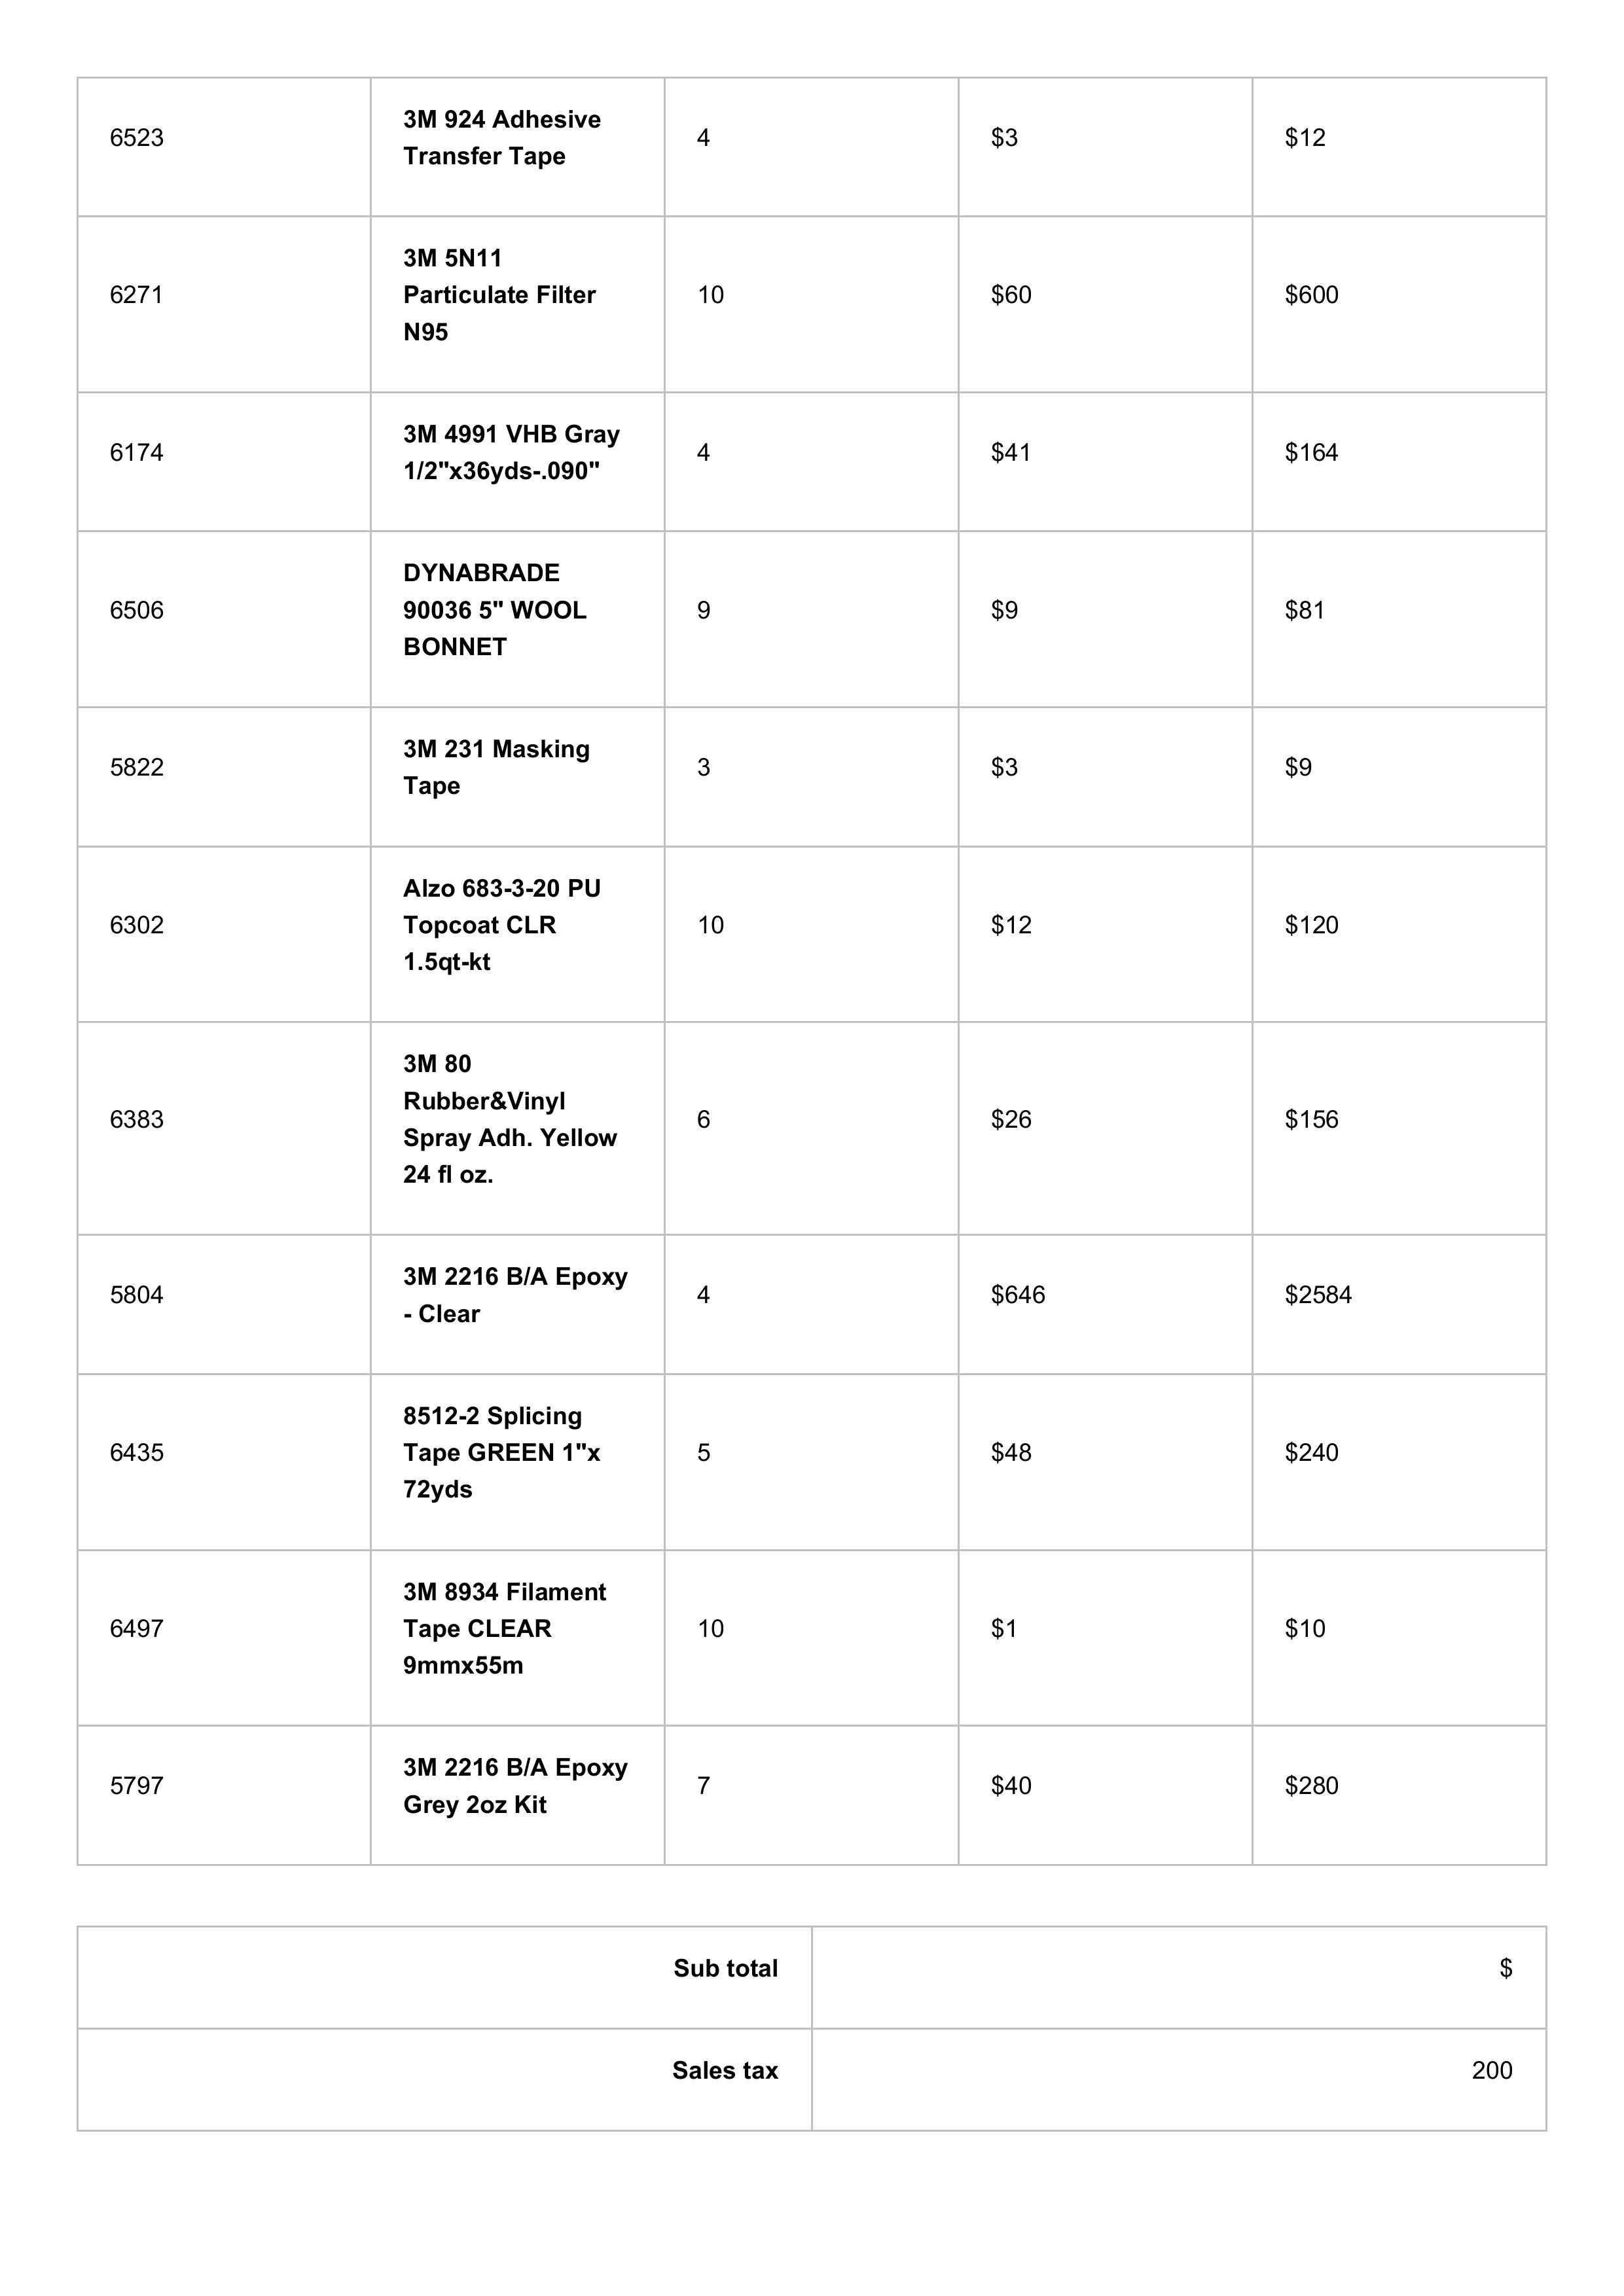 6523
3M 924 Adhesive
Transfer Tape
4
$3
$12
6271
3M 5N11
Particulate Filter
N95
10
$60
$600
6174
3M 4991 VHB Gray
1/2"x36yds-.090"
4
$41
$164
6506
DYNABRADE
90036 5" WOOL
BONNET
9
$9
$81
5822
3M 231 Masking
Tape
3
$3
$9
6302
Alzo 683-3-20 PU
Topcoat CLR
1.5qt-kt
10
$12
$120
6383
3M 80
Rubber&Vinyl
Spray Adh. Yellow
24 fl oz.
6
$26
$156
5804
3M 2216 B/A Epoxy
- Clear
4
$646
$2584
6435
8512-2 Splicing
Tape GREEN 1"x
72yds
5
$48
$240
6497
3M 8934 Filament
Tape CLEAR
9mmx55m
10
$1
$10
5797
3M 2216 B/A Epoxy
Grey 2oz Kit
7
$40
$280
Sub total
$
Sales tax
200